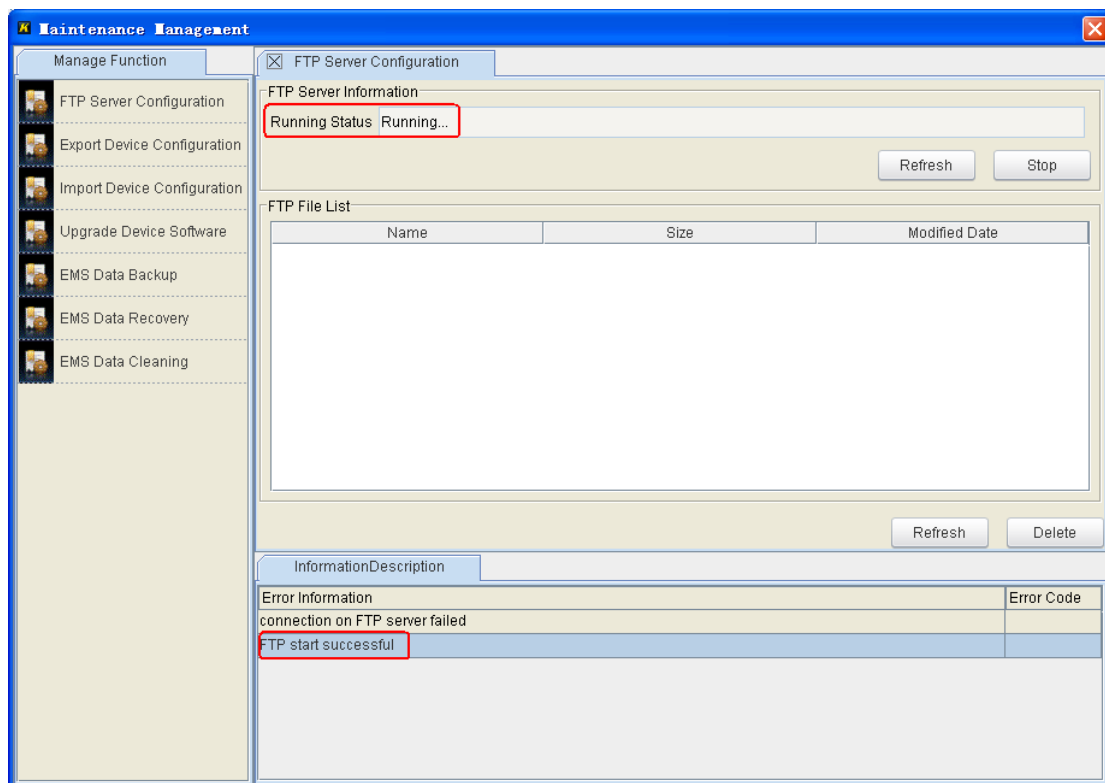 Maintenance Management
Manage Function
FTP Server Configuration
Export Device Configuration
Import Device Configuration
Upgrade Device Software
EMS Data Backup
EMS Data Recovery
EMS Data Cleaning
FTP Server Configuration
FTP Server Information
Running Status Running...
Refresh Stop
FTP File List
Name Size Modified Date
Refresh Delete
InformationDescription
Error Information Error Code
connection on FTP server failed
FTP start successful